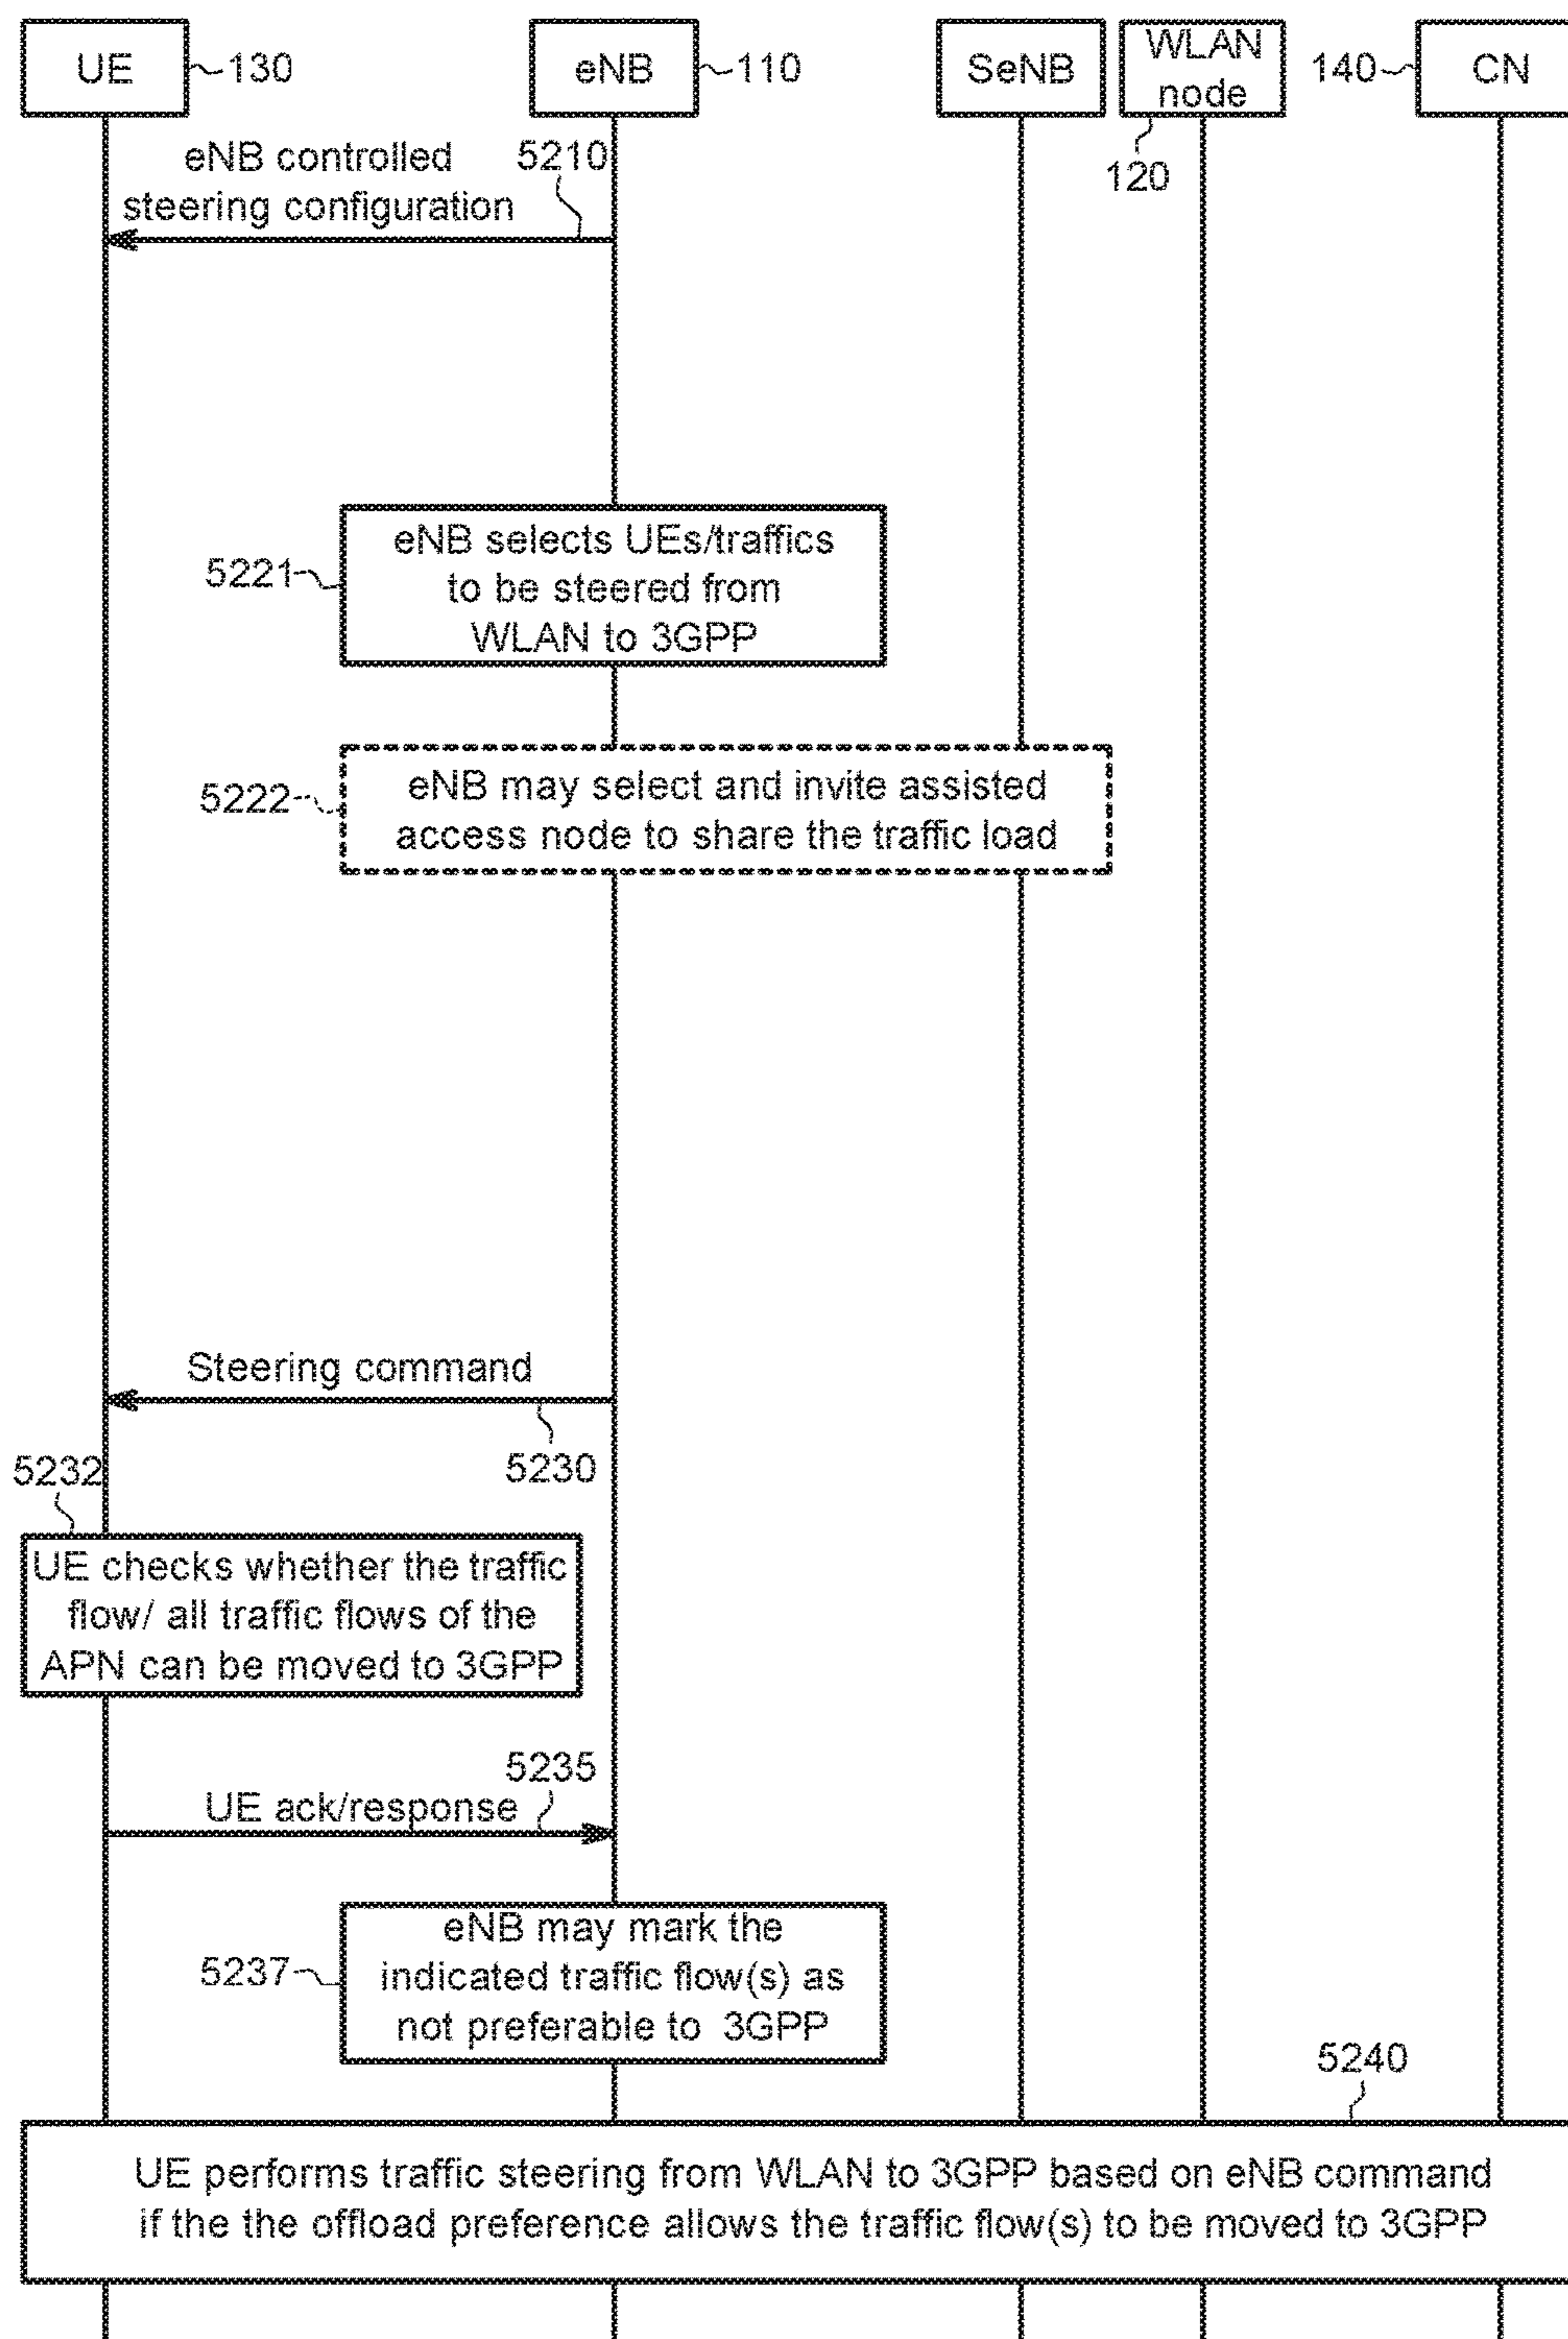 UE
130
eNB
110
SeNB
WLAN
node
120
140
CN
eNB controlled
steering configuration
5210
5221
eNB selects UEs/traffics
to be steered from
WLAN to 3GPP
5222
eNB may select and invite assisted
access node to share the traffic load
Steering command
5230
5232
UE checks whether the traffic
flow/ all traffic flows of the
APN can be moved to 3GPP
5235
UE ack/response
5237
eNB may mark the
indicated traffic flow(s) as
not preferable to 3GPP
5240
UE performs traffic steering from WLAN to 3GPP based on eNB command
if the the offload preference allows the traffic flow(s) to be moved to 3GPP